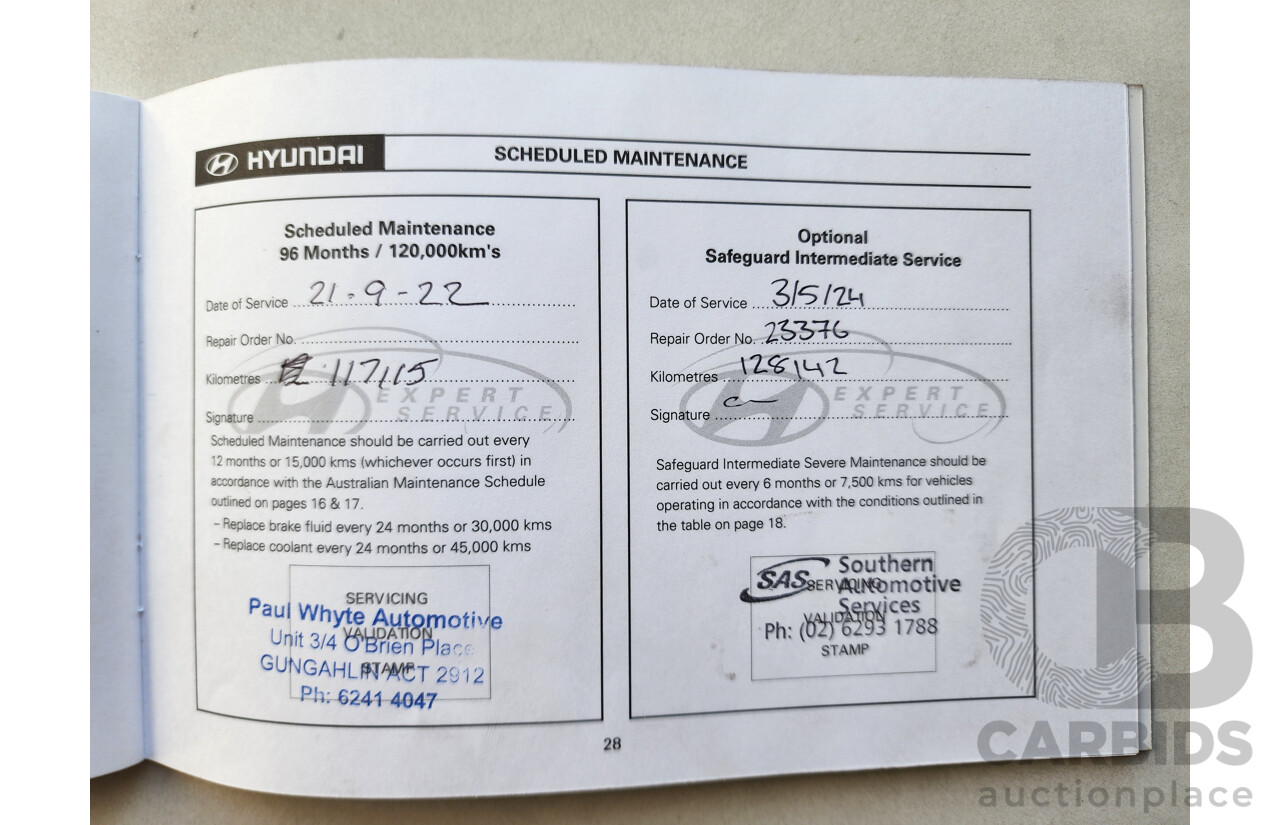 HYUNDAI
SCHEDULED MAINTENANCE
Scheduled Maintenance
96 Months / 120,000km's
Date of Service 21-9-22
Repair Order No.
Kilometres 117,115
Signature
EXPERT
SERVICE
Scheduled Maintenance should be carried out every
12 months or 15,000 kms (whichever occurs first) in
accordance with the Australian Maintenance Schedule
outlined on pages 16 & 17.
– Replace brake fluid every 24 months or 30,000 kms
– Replace coolant every 24 months or 45,000 kms
SERVICING
VALIDATION
STAMP
Paul Whyte Automotive
Unit 3/4 O'Brien Place
GUNGAHLIN ACT 2912
Ph: 6241 4047
Optional
Safeguard Intermediate Service
Date of Service 3/5/24
Repair Order No. 23376
Kilometres 128142
Signature
EXPERT
SERVICE
Safeguard Intermediate Severe Maintenance should be
carried out every 6 months or 7,500 kms for vehicles
operating in accordance with the conditions outlined in
the table on page 18.
SERVICING
VALIDATION
STAMP
SAS Southern
Automotive
Services
Ph: (02) 6293 1788
28
CB
CARBIDS
auctionplace